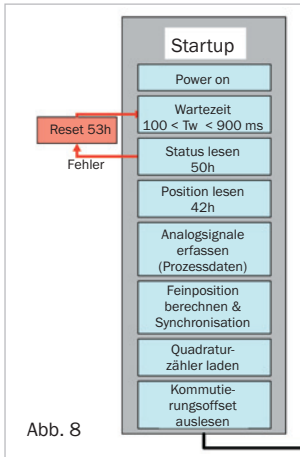 Startup
Power on
Wartezeit
100 < Tw < 900 ms
Reset 53h
Fehler
Status lesen
50h
Position lesen
42h
Analogsignale
erfassen
(Prozessdaten)
Feinposition
berechnen &
Synchronisation
Quadratur-
zähler laden
Kommutie-
rungsoffset
auslesen
Abb. 8